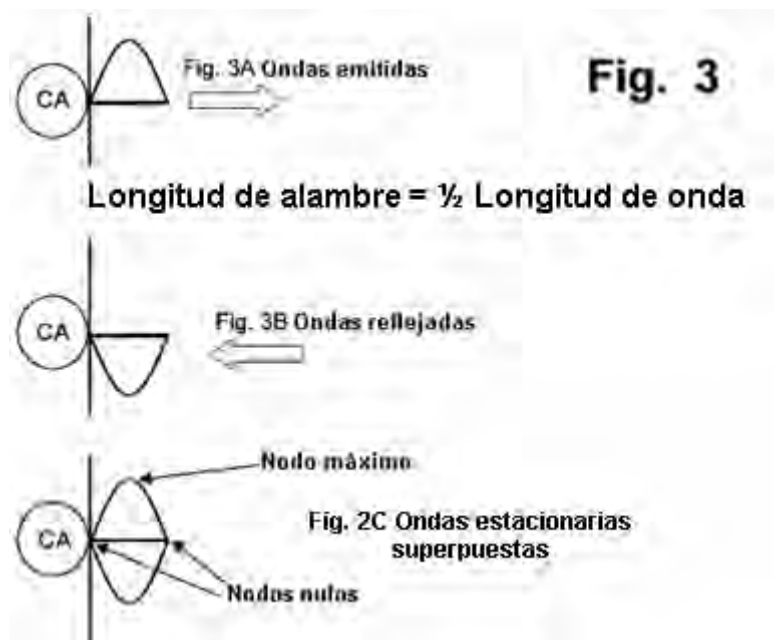 Fig. 3A Ondas emitidas
Fig. 3
CA
Longitud de alambre = ½ Longitud de onda
CA
Fig. 3B Ondas reflejadas
Nodo máximo
CA
Fig. 2C Ondas estacionarias
superpuestas
Nodos nulos